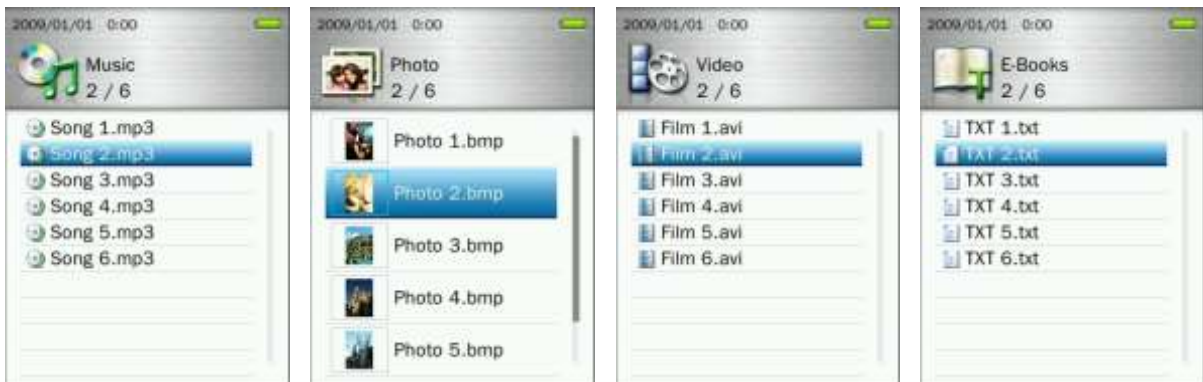 2009/01/01 0:00
Music
2 / 6
Song 1.mp3
Song 2.mp3
Song 3.mp3
Song 4.mp3
Song 5.mp3
Song 6.mp3
2009/01/01 0:00
Photo
2 / 6
Photo 1.bmp
Photo 2.bmp
Photo 3.bmp
Photo 4.bmp
Photo 5.bmp
2009/01/01 0:00
Video
2 / 6
Film 1.avi
Film 2.avi
Film 3.avi
Film 4.avi
Film 5.avi
Film 6.avi
2009/01/01 0:00
E-Books
2 / 6
TXT 1.txt
TXT 2.txt
TXT 3.txt
TXT 4.txt
TXT 5.txt
TXT 6.txt